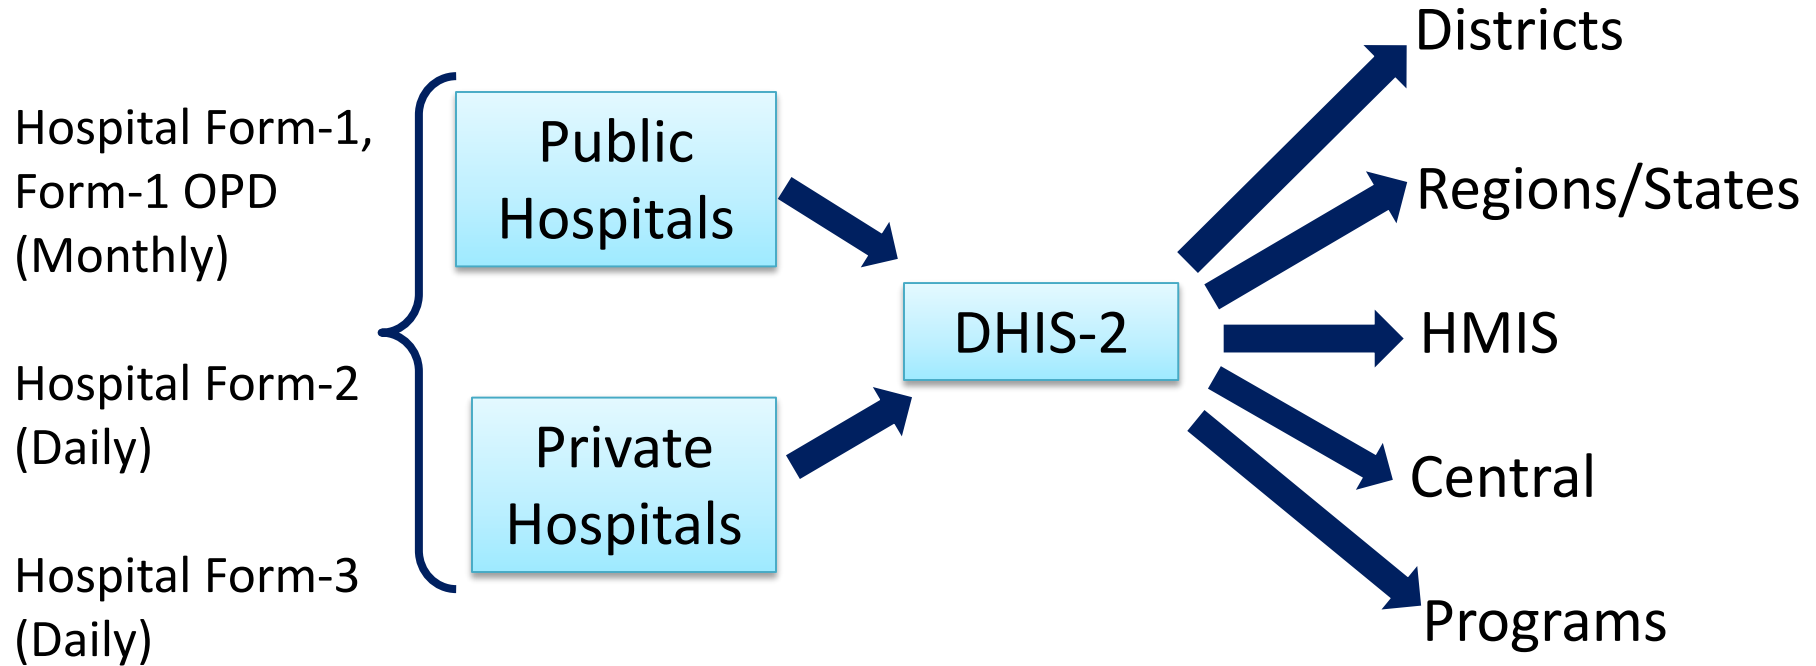 Hospital Form-1,
Form-1 OPD
(Monthly)
Hospital Form-2
(Daily)
Hospital Form-3
(Daily)
Public
Hospitals
Private
Hospitals
DHIS-2
Districts
Regions/States
HMIS
Central
Programs